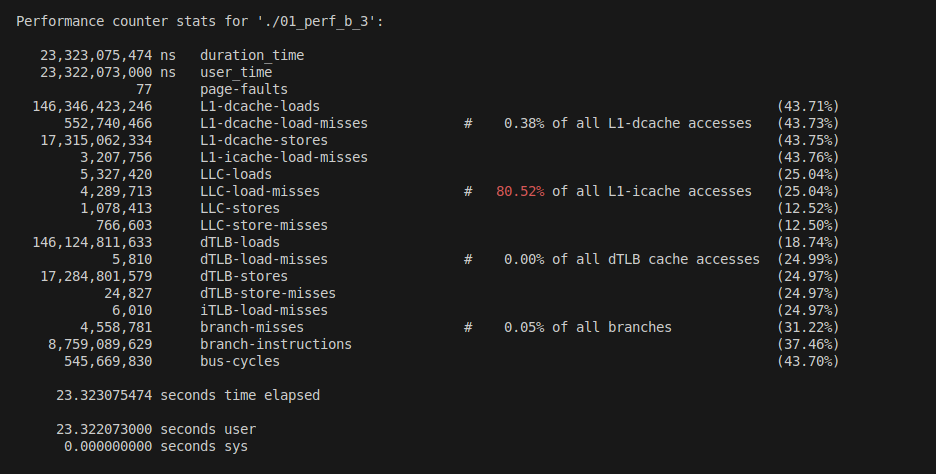 Performance counter stats for './01_perf_b_3':
23,323,075,474 ns duration_time
23,322,073,000 ns user_time
77 page-faults
146,346,423,246 L1-dcache-loads (43.71%)
552,740,466 L1-dcache-load-misses # 0.38% of all L1-dcache accesses (43.73%)
17,315,062,334 L1-dcache-stores (43.75%)
3,207,756 L1-icache-load-misses (43.76%)
5,327,420 LLC-loads (25.04%)
4,289,713 LLC-load-misses # 80.52% of all L1-icache accesses (25.04%)
1,078,413 LLC-stores (12.52%)
766,603 LLC-store-misses (12.50%)
146,124,811,633 dTLB-loads (18.74%)
5,810 dTLB-load-misses # 0.00% of all dTLB cache accesses (24.99%)
17,284,801,579 dTLB-stores (24.97%)
24,827 dTLB-store-misses (24.97%)
6,010 iTLB-load-misses (24.97%)
4,558,781 branch-misses # 0.05% of all branches (31.22%)
8,759,089,629 branch-instructions (37.46%)
545,669,830 bus-cycles (43.70%)
23.323075474 seconds time elapsed
23.322073000 seconds user
0.000000000 seconds sys